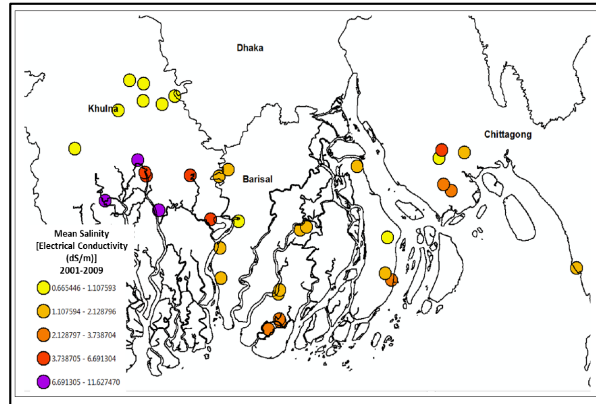 Dhaka
Khulna
Chittagong
Barisal
Mean Salinity
[Electrical Conductivity
(dS/m)]
2001-2009
0.665446 - 1.107593
1.107594 - 2.128796
2.128797 - 3.738704
3.738705 - 6.691304
6.691305 - 11.627470